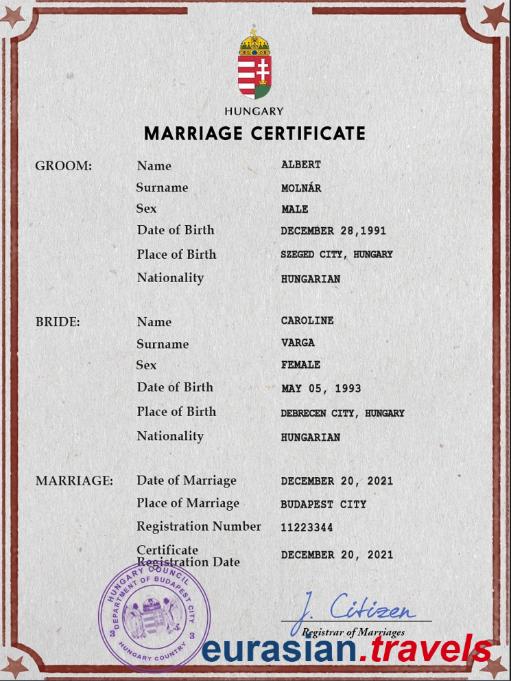 HUNGARY
MARRIAGE CERTIFICATE
GROOM: Name ALBERT
Surname MOLNÁR
Sex MALE
Date of Birth DECEMBER 28,1991
Place of Birth SZEGED CITY, HUNGARY
Nationality HUNGARIAN
BRIDE: Name CAROLINE
Surname VARGA
Sex FEMALE
Date of Birth MAY 05, 1993
Place of Birth DEBRECEN CITY, HUNGARY
Nationality HUNGARIAN
MARRIAGE: Date of Marriage DECEMBER 20, 2021
Place of Marriage BUDAPEST CITY
Registration Number 11223344
Certificate
Registration Date DECEMBER 20, 2021
HUNGARY COUNCIL
DEPARTMENT OF BUDAPEST CITY
3 3
HUNGARY COUNTRY
J. Citizen
Registrar of Marriages
eurasian.travels